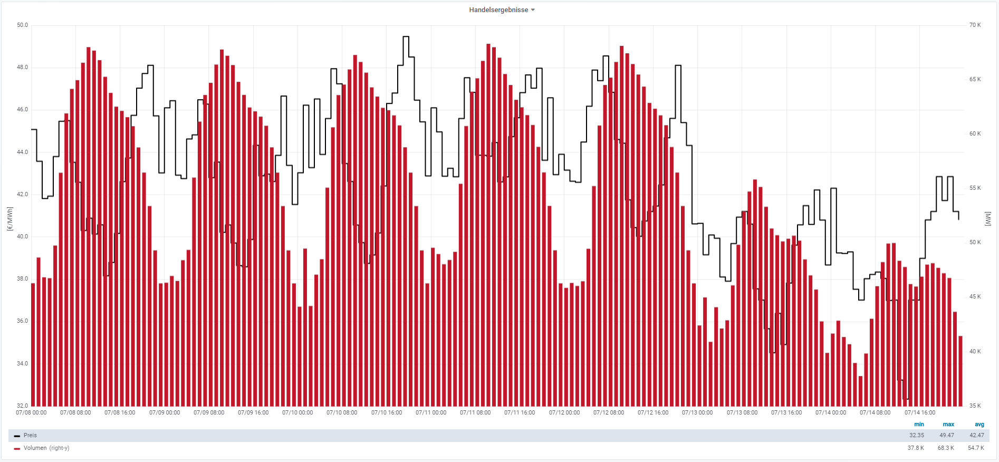 Handelsergebnisse
50.0
48.0
46.0
44.0
42.0
40.0
38.0
36.0
34.0
32.0
[€/MWh]
70 K
65 K
60 K
55 K
50 K
45 K
40 K
35 K
[MW]
07/08 00:00 07/08 08:00 07/08 16:00 07/09 00:00 07/09 08:00 07/09 16:00 07/10 00:00 07/10 08:00 07/10 16:00 07/11 00:00 07/11 08:00 07/11 16:00 07/12 00:00 07/12 08:00 07/12 16:00 07/13 00:00 07/13 08:00 07/13 16:00 07/14 00:00 07/14 08:00 07/14 16:00
min max avg
Preis 32.35 49.47 42.47
Volumen (right-y) 37.8 K 68.3 K 54.7 K